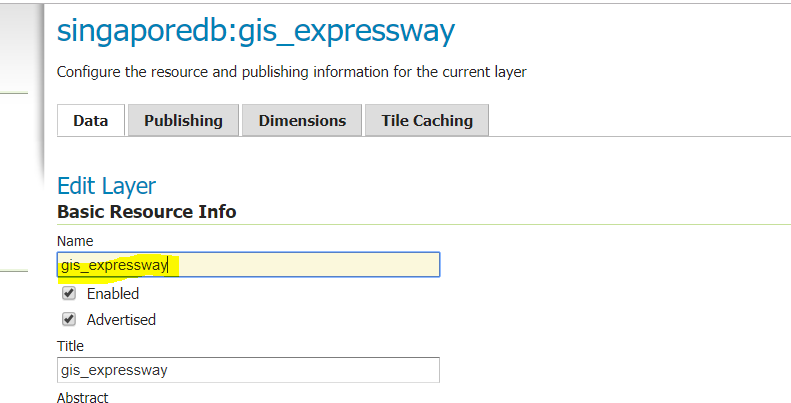 singaporedb:gis_expressway
Configure the resource and publishing information for the current layer
Data Publishing Dimensions Tile Caching
Edit Layer
Basic Resource Info
Name
gis_expressway
Enabled
Advertised
Title
gis_expressway
Abstract